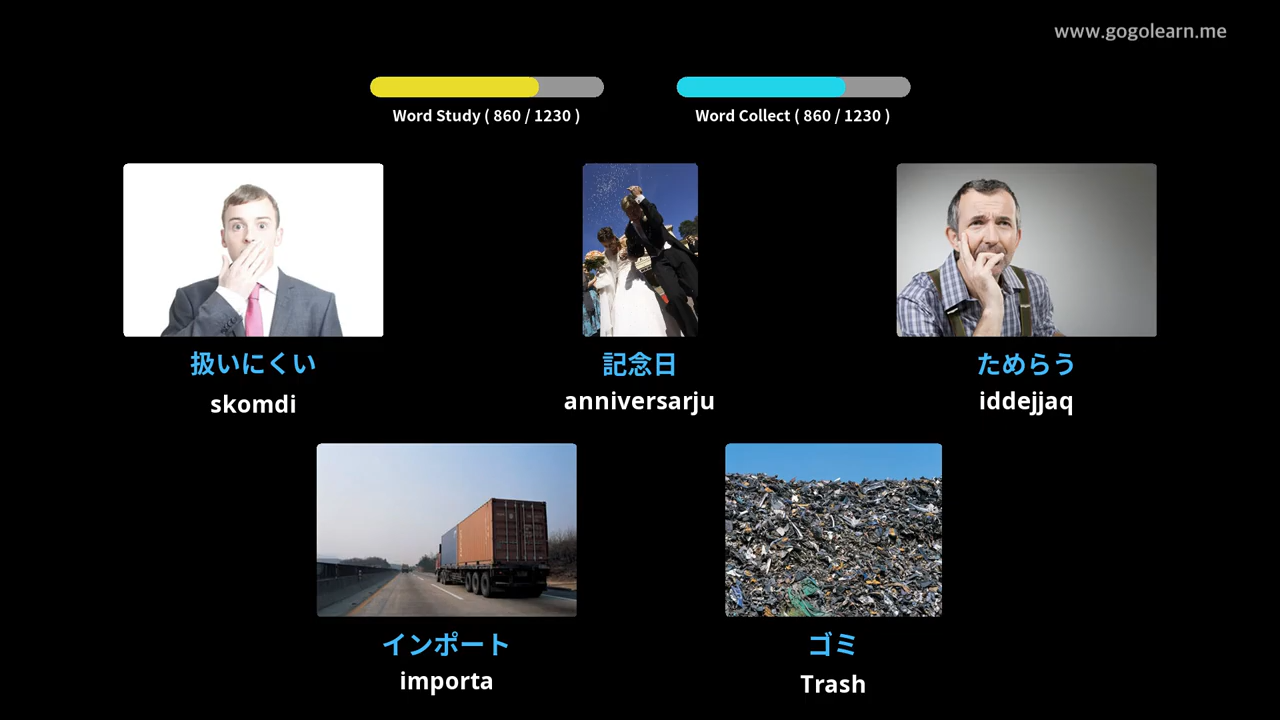 www.gogolearn.me
Word Study ( 860 / 1230 )
Word Collect ( 860 / 1230 )
扱いにくい
skomdi
記念日
anniversarju
ためらう
iddejjaq
インポート
importa
ゴミ
Trash